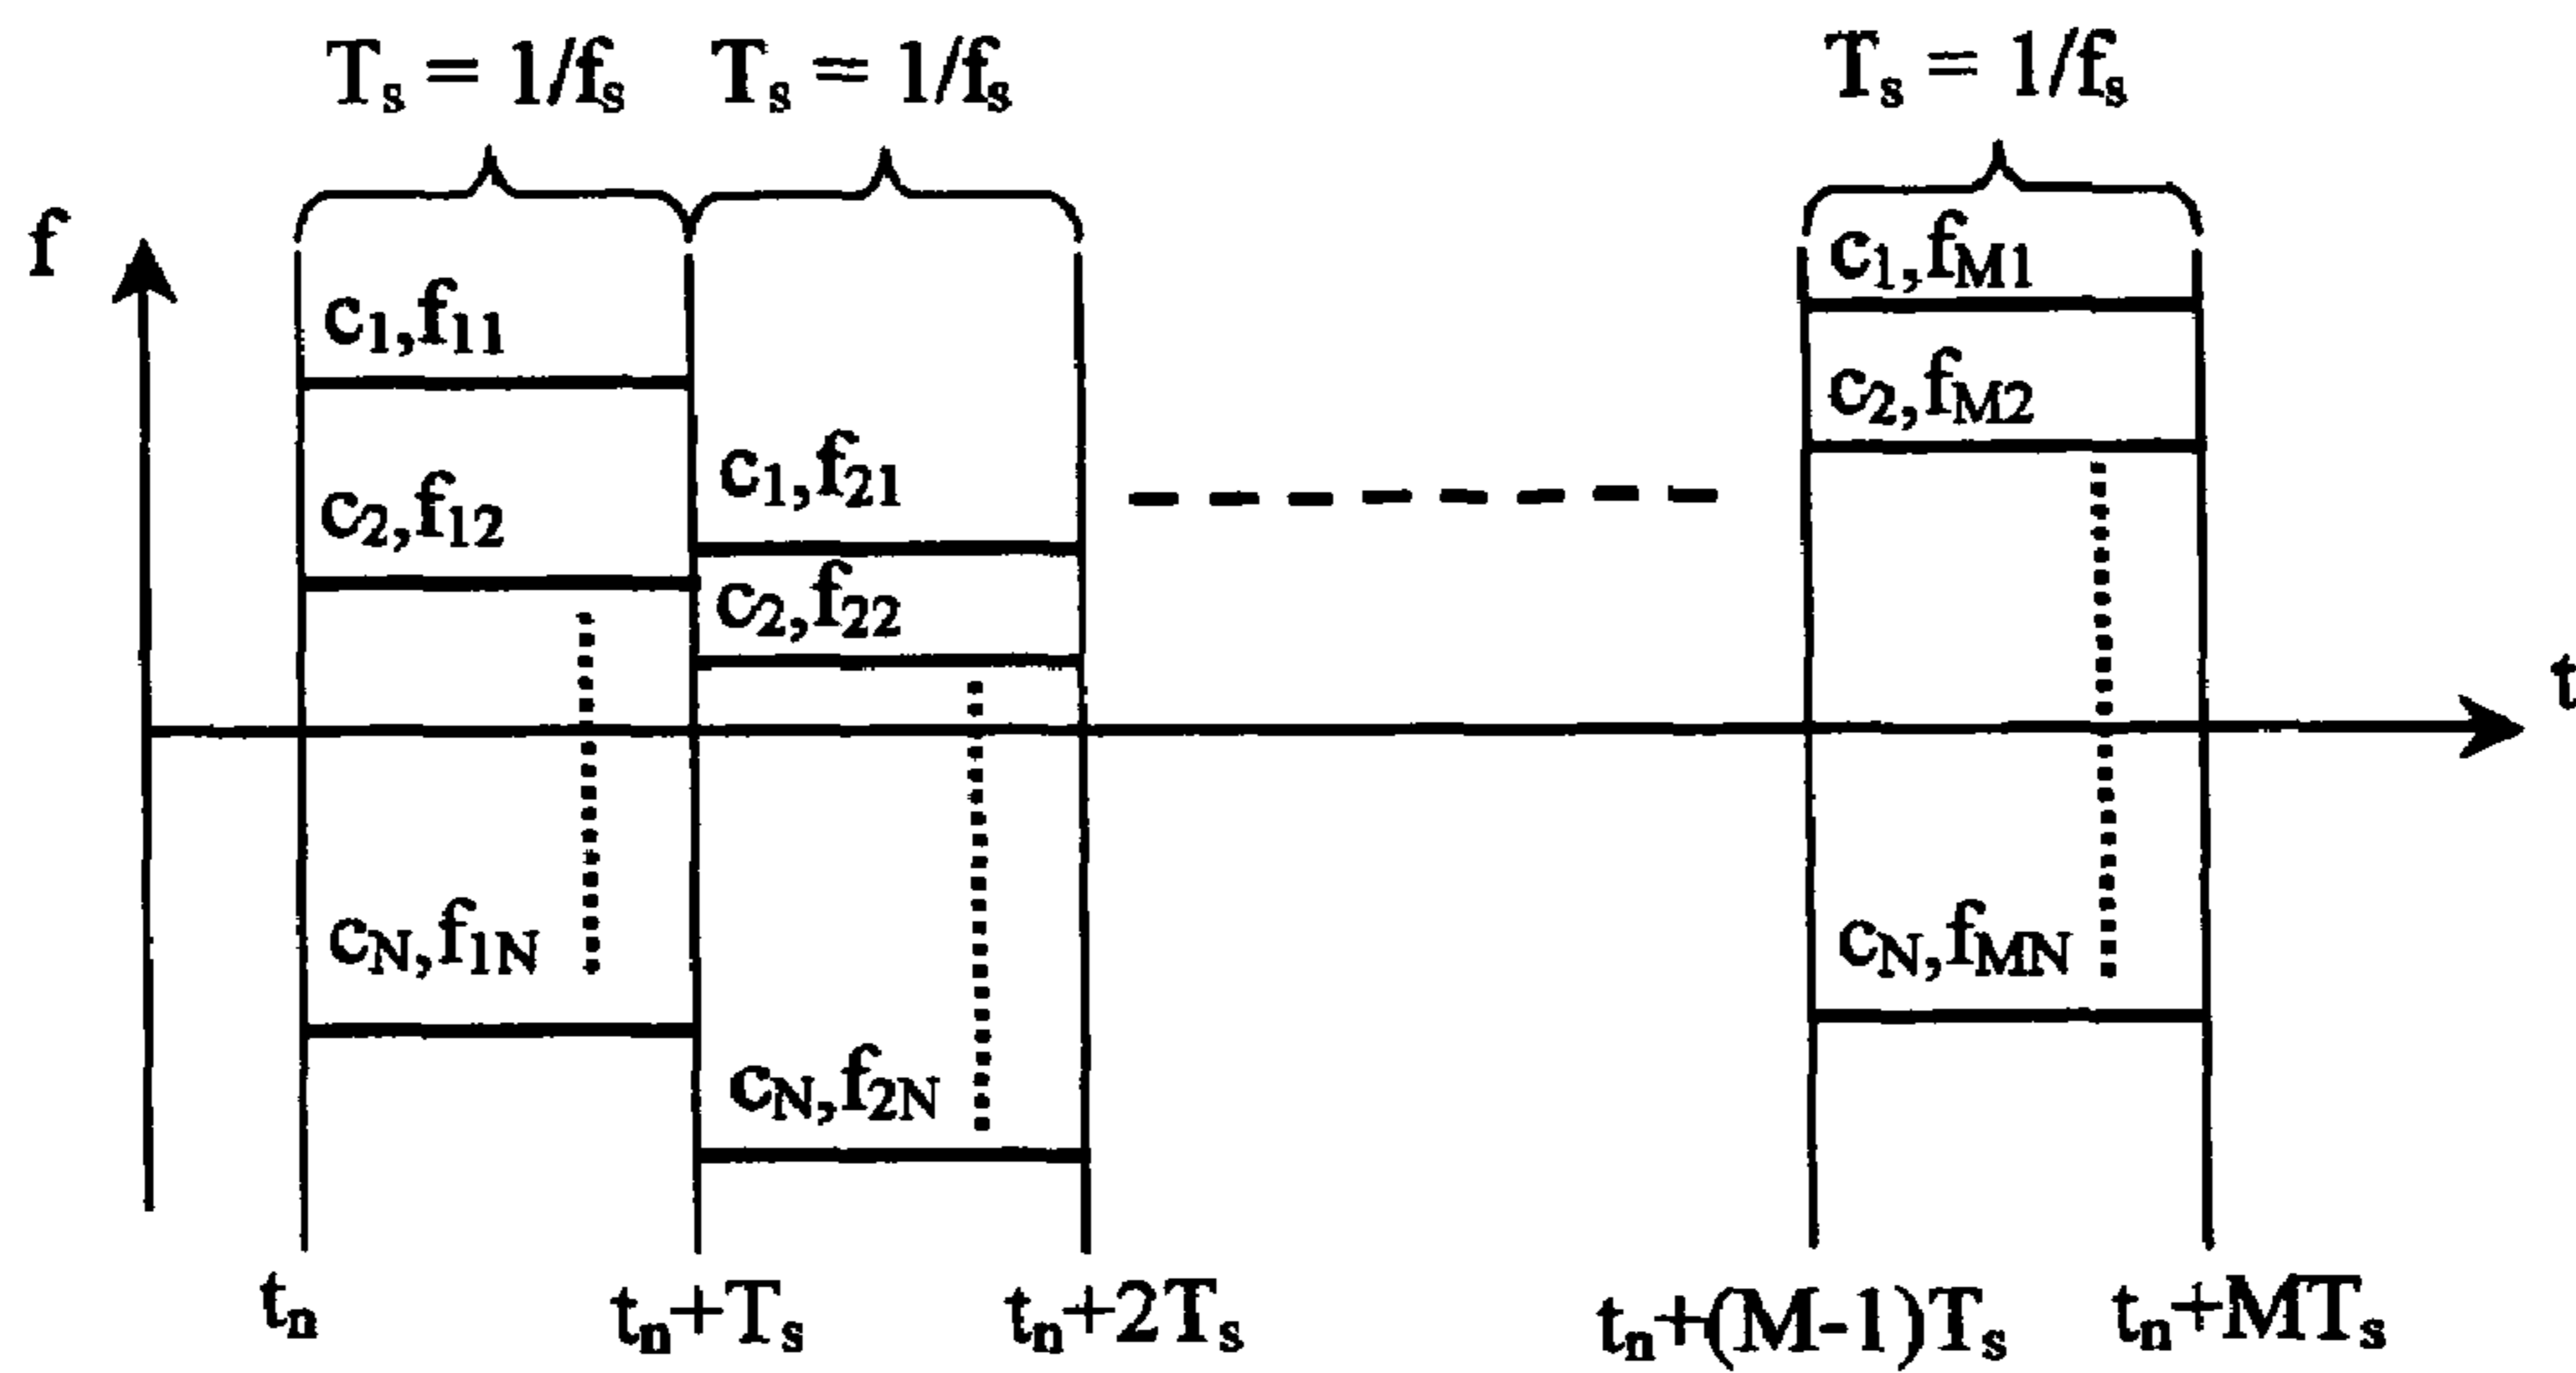 Ts = 1/fs Ts = 1/fs Ts = 1/fs
f
c1,fM1
c1,f11
c2,fM2
c1,f21
c2,f12
c2,f22
t
cN,f1N
cN,fMN
cN,f2N
tn tn+Ts tn+2Ts tn+(M-1)Ts tn+MTs